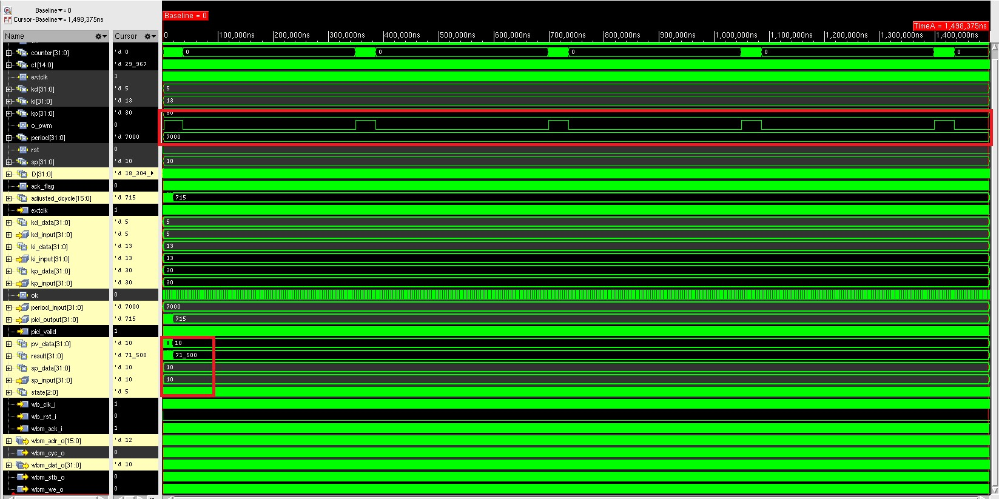 Baseline▼= 0
Cursor-Baseline▼= 1,498,375ns
Baseline = 0
TimeA = 1,498,375ns
Name Cursor 0 100,000ns 200,000ns 300,000ns 400,000ns 500,000ns 600,000ns 700,000ns 800,000ns 900,000ns 1,000,000ns 1,100,000ns 1,200,000ns 1,300,000ns 1,400,000ns
counter[31:0] 'd 0 0 0 0 0 0
ct[14:0] 'd 29_967
extclk 1
kd[31:0] 'd 5 5
ki[31:0] 'd 13 13
kp[31:0] 'd 30 30
o_pwm 0
period[31:0] 'd 7000 7000
rst 0
sp[31:0] 'd 10 10
D[31:0] 'd 18_304_
ack_flag 0
adjusted_dcycle[15:0] 'd 715 715
extclk 1
kd_data[31:0] 'd 5 5
kd_input[31:0] 'd 5 5
ki_data[31:0] 'd 13 13
ki_input[31:0] 'd 13 13
kp_data[31:0] 'd 30 30
kp_input[31:0] 'd 30 30
ok 0
period_input[31:0] 'd 7000 7000
pid_output[31:0] 'd 715 715
pid_valid 1
pv_data[31:0] 'd 10 10
result[31:0] 'd 71_500 71_500
sp_data[31:0] 'd 10 10
sp_input[31:0] 'd 10 10
state[2:0] 'd 5
wb_clk_i 1
wb_rst_i 0
wbm_ack_i 1
wbm_adr_o[15:0] 'd 12
wbm_cyc_o 0
wbm_dat_o[31:0] 'd 10
wbm_stb_o 0
wbm_we_o 0